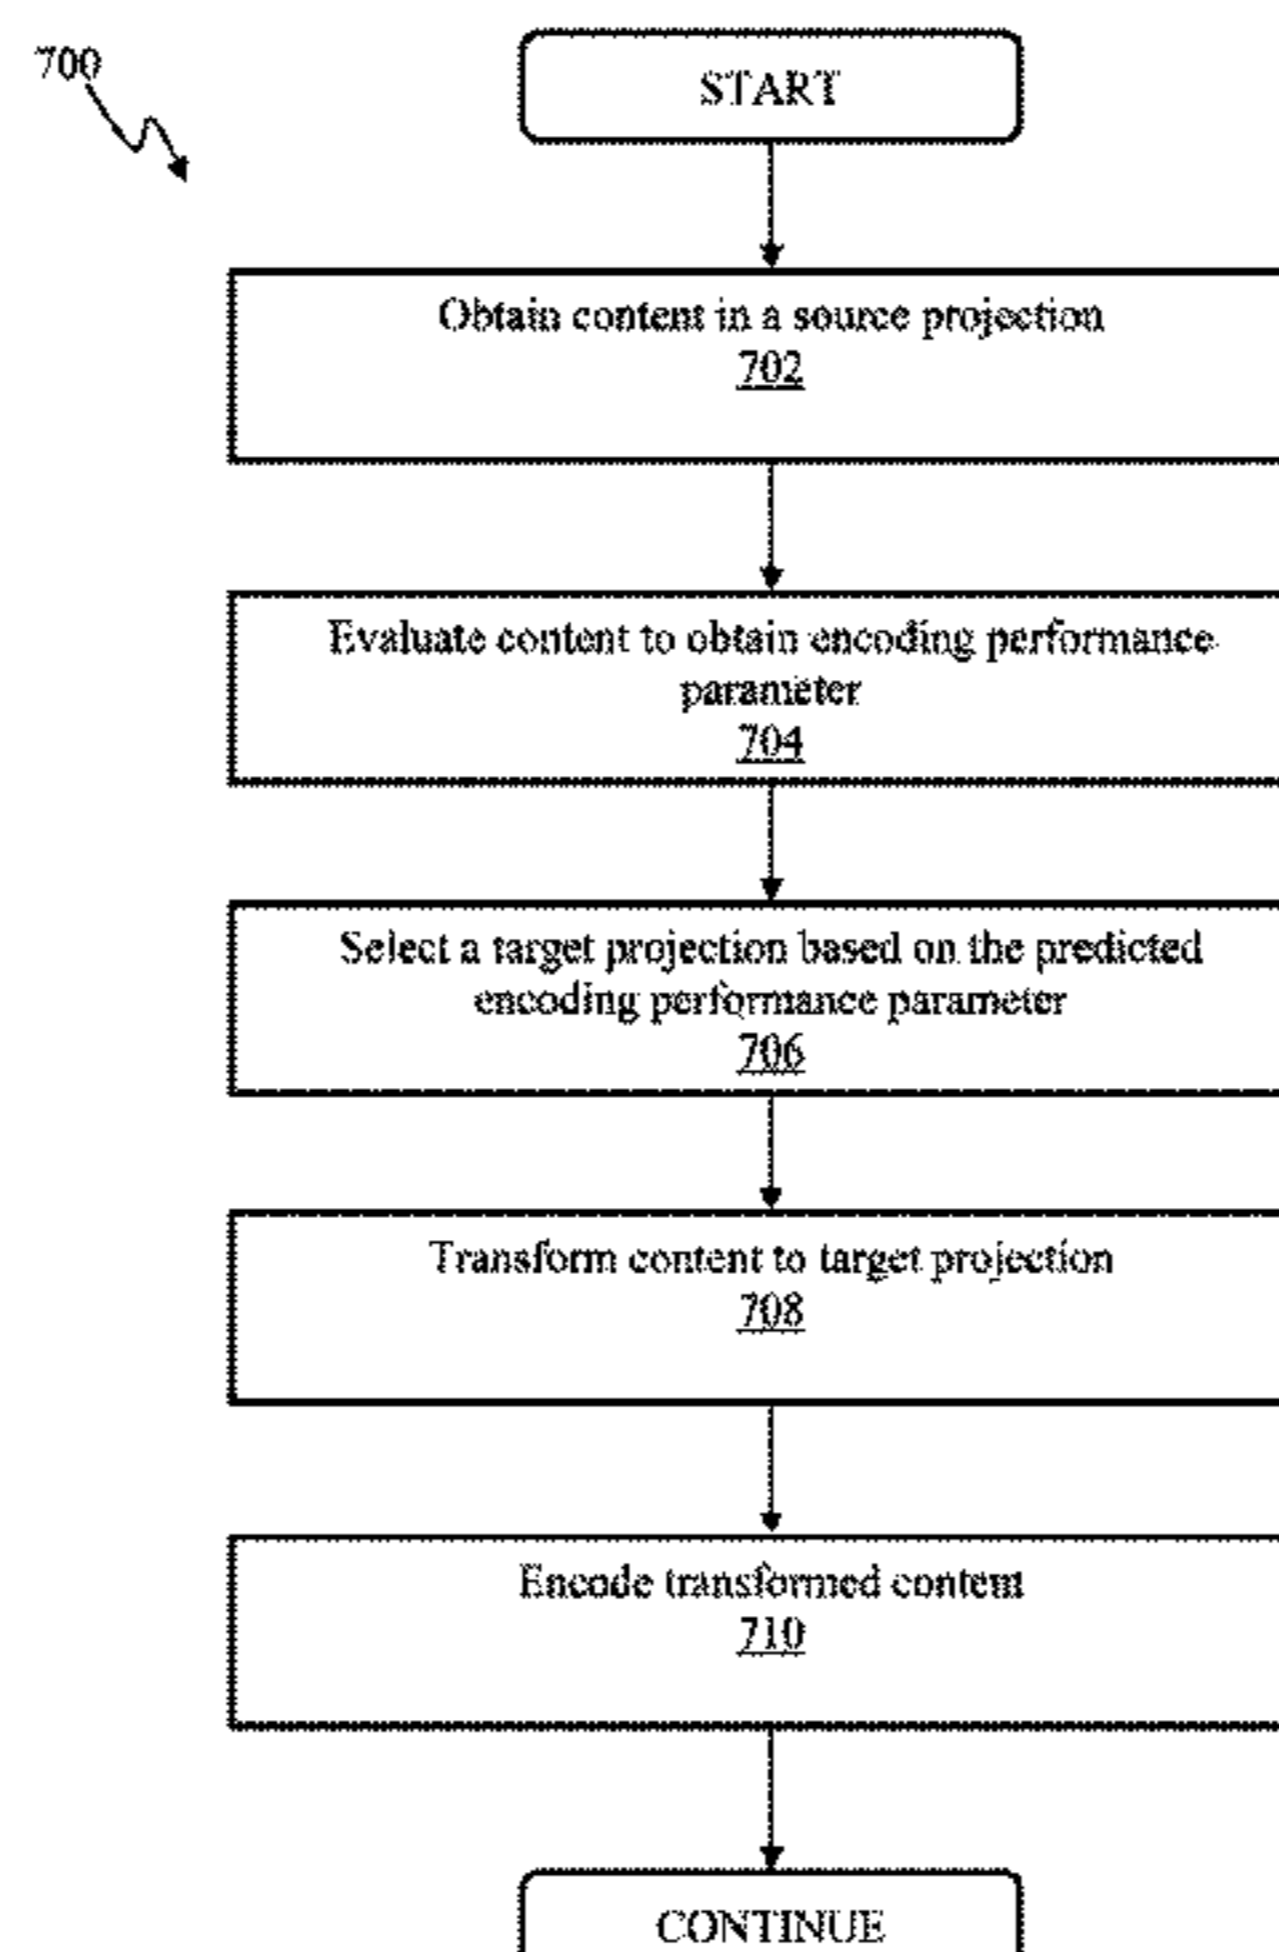 700
START
Obtain content in a source projection
702
Evaluate content to obtain encoding performance
parameter
704
Select a target projection based on the predicted
encoding performance parameter
706
Transform content to target projection
708
Encode transformed content
710
CONTINUE